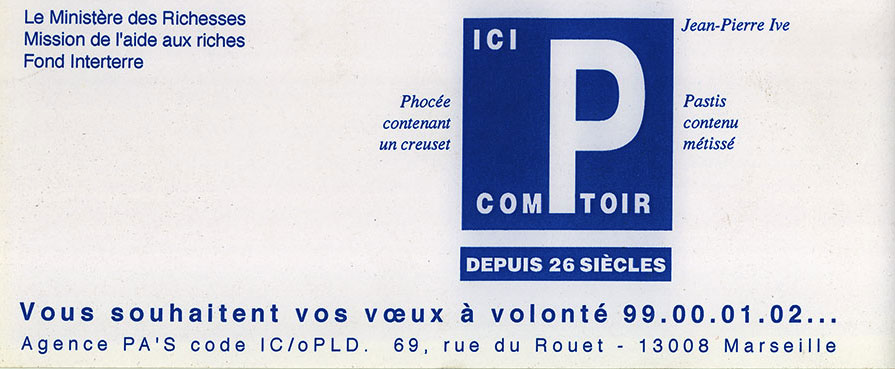 Le Ministère des Richesses
Mission de l'aide aux riches
Fond Interterre
Jean-Pierre Ive
ICI
P
COMPTOIR
Phocée
contenant
un creuset
Pastis
contenu
métissé
DEPUIS 26 SIÈCLES
Vous souhaitent vos vœux à volonté 99.00.01.02...
Agence PA'S code IC/oPLD. 69, rue du Rouet - 13008 Marseille